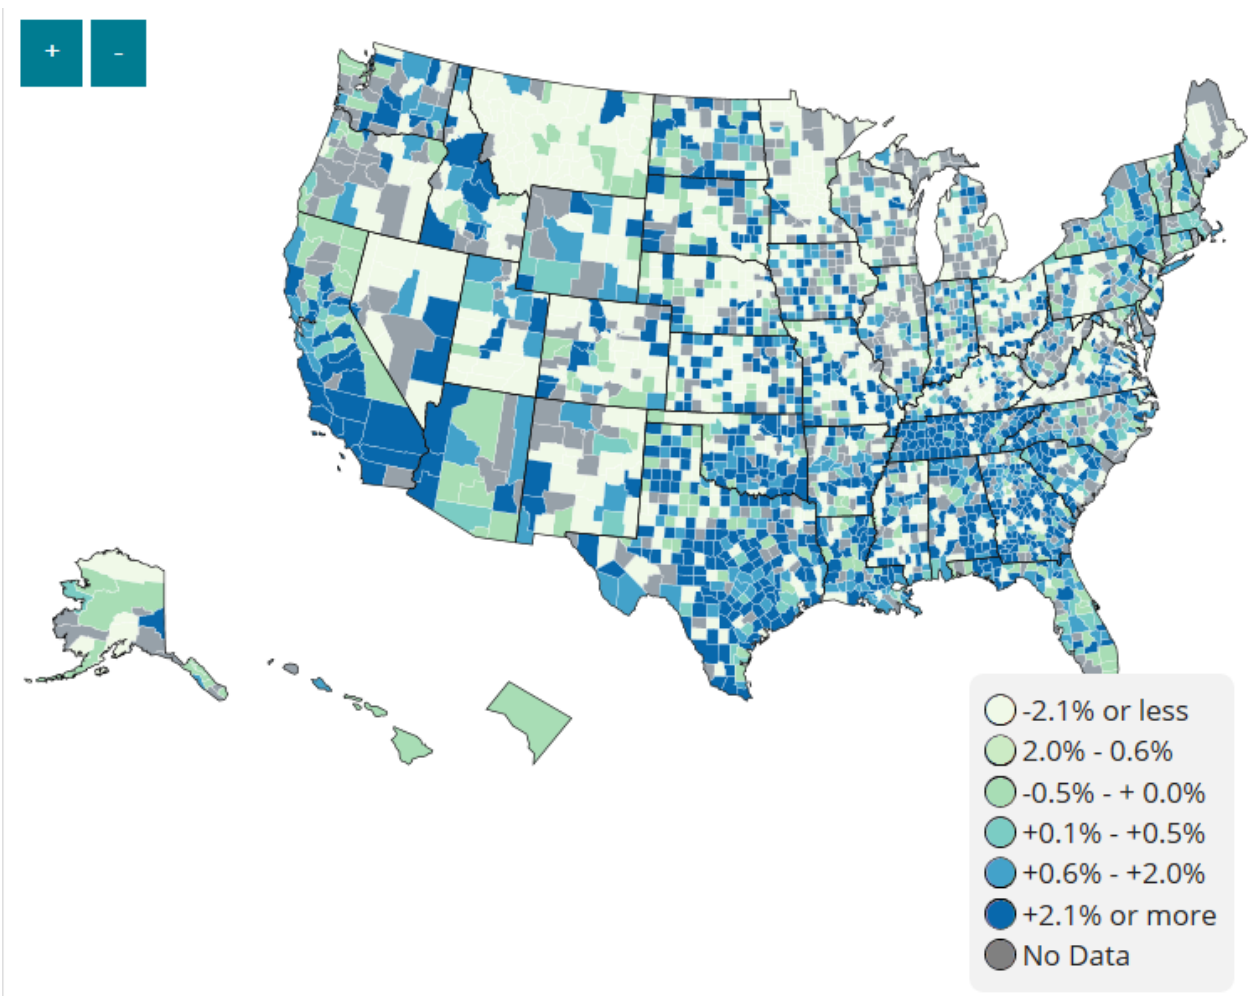 + -
-2.1% or less
2.0% - 0.6%
-0.5% - + 0.0%
+0.1% - +0.5%
+0.6% - +2.0%
+2.1% or more
No Data